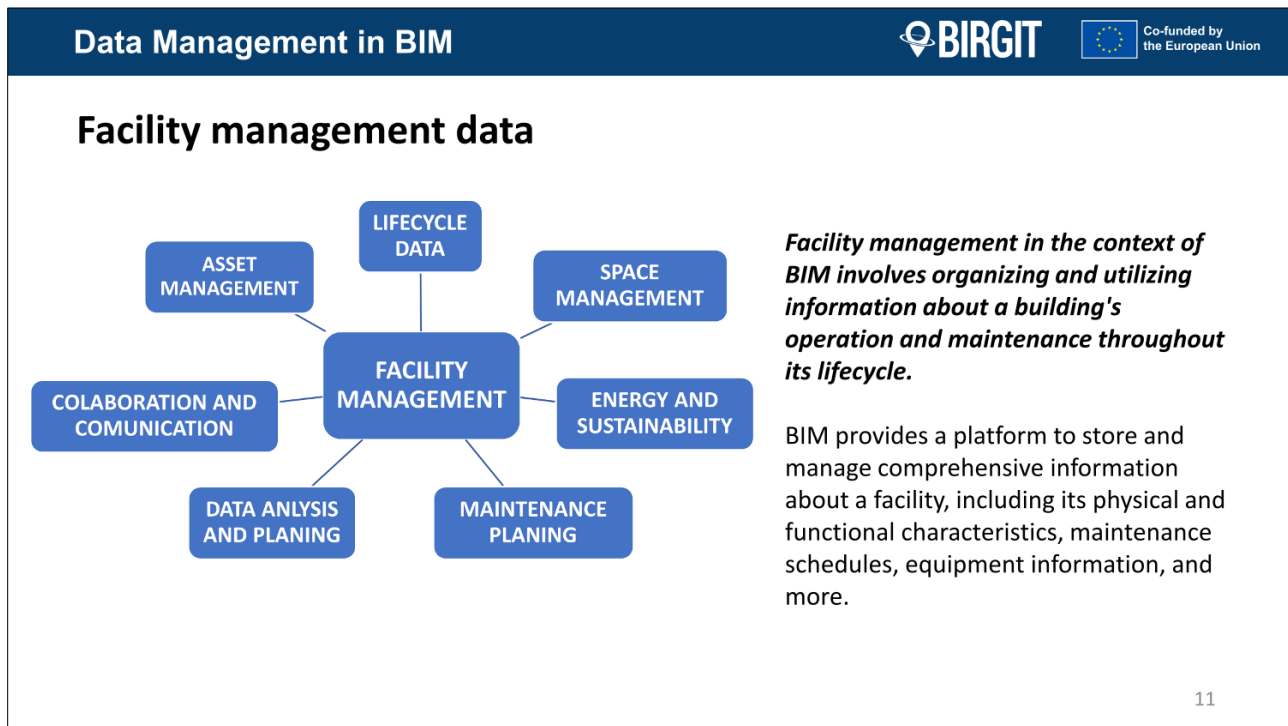 Data Management in BIM
BIRGIT
Co-funded by
the European Union
Facility management data
LIFECYCLE
DATA
ASSET
MANAGEMENT
SPACE
MANAGEMENT
FACILITY
MANAGEMENT
COLABORATION AND
COMUNICATION
ENERGY AND
SUSTAINABILITY
DATA ANLYSIS
AND PLANING
MAINTENANCE
PLANING
Facility management in the context of
BIM involves organizing and utilizing
information about a building's
operation and maintenance throughout
its lifecycle.
BIM provides a platform to store and
manage comprehensive information
about a facility, including its physical and
functional characteristics, maintenance
schedules, equipment information, and
more.
11